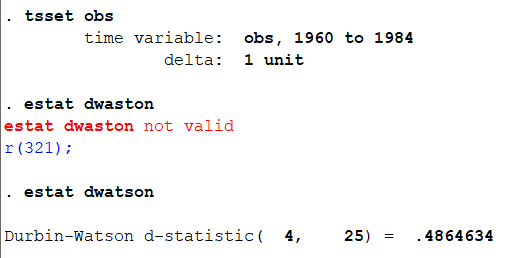 . tsset obs
time variable: obs, 1960 to 1984
delta: 1 unit
. estat dwaston
estat dwaston not valid
r(321);
. estat dwatson
Durbin-Watson d-statistic( 4, 25) = .4864634